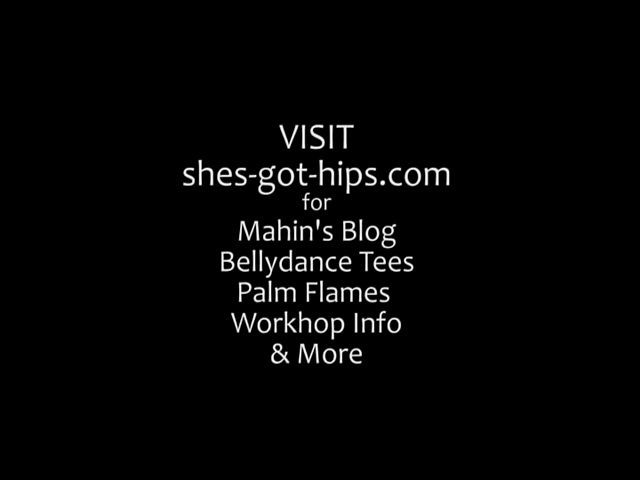 VISIT
shes-got-hips.com
for
Mahin's Blog
Bellydance Tees
Palm Flames
Workhop Info
& More